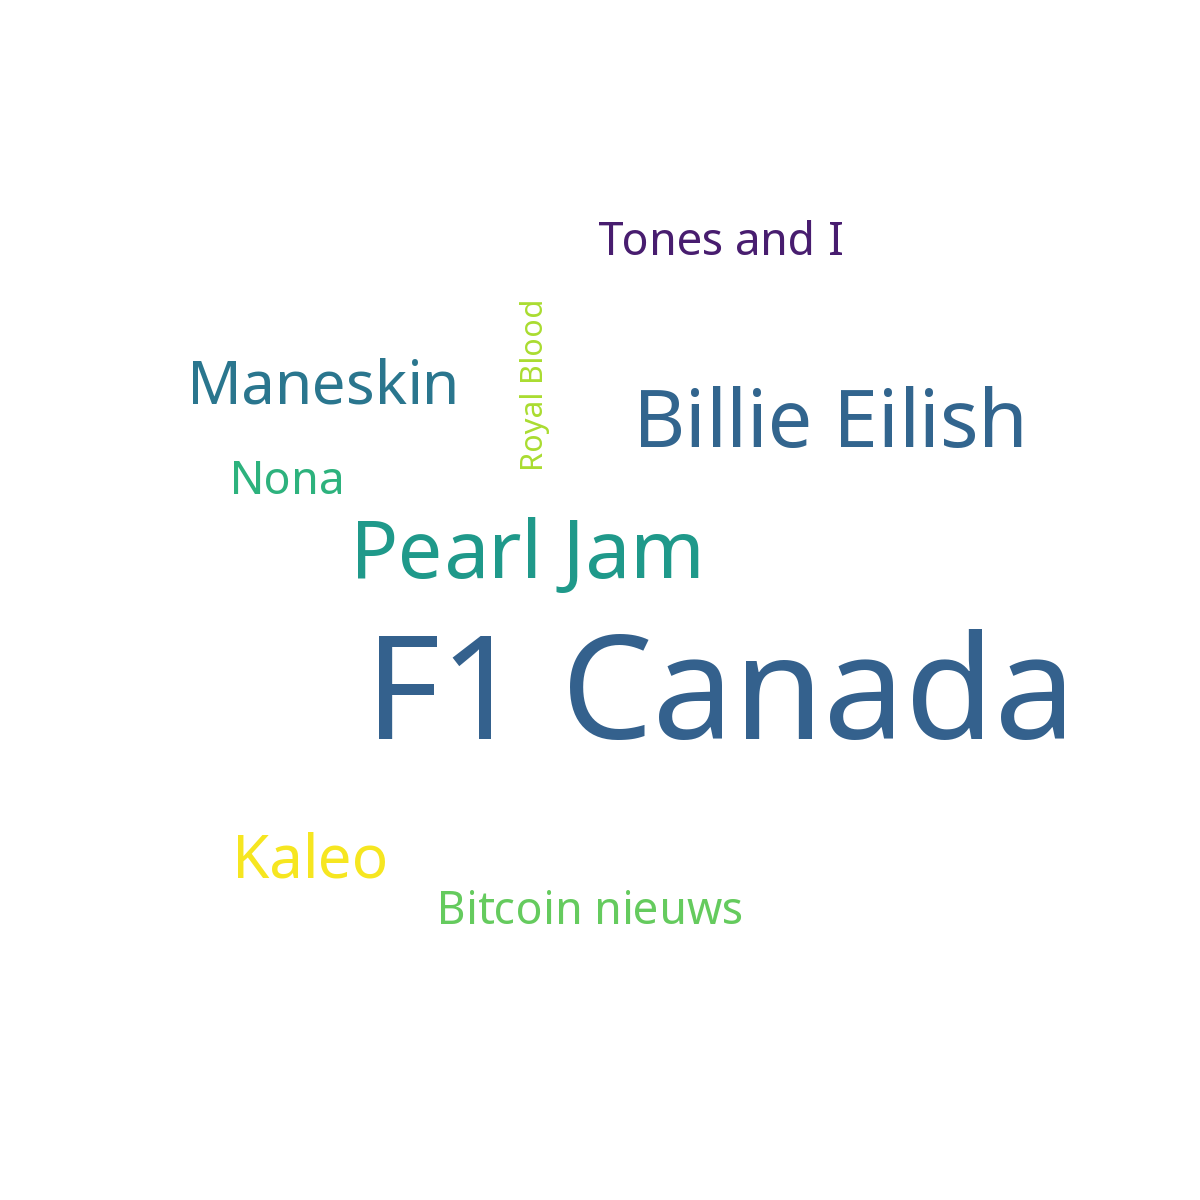 Tones and I
Royal Blood
Maneskin
Billie Eilish
Nona
Pearl Jam
F1 Canada
Kaleo
Bitcoin nieuws